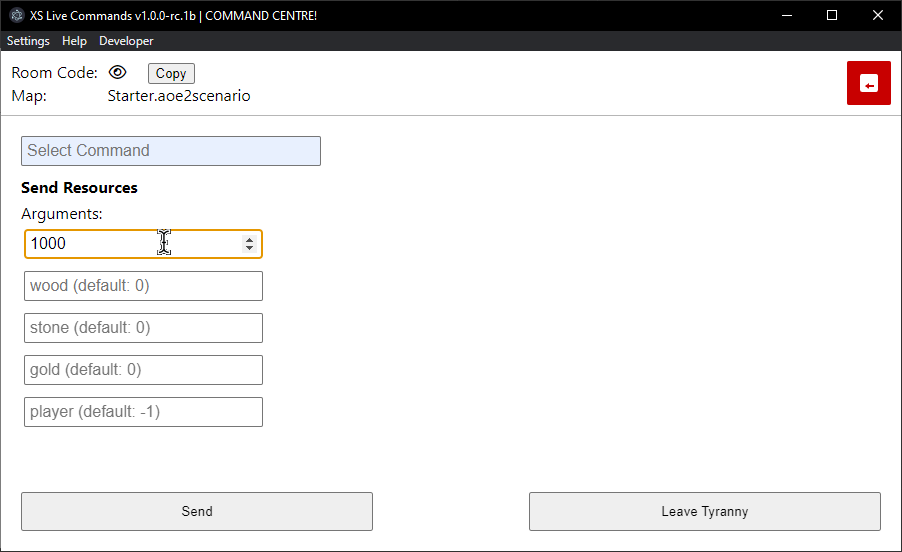 XS Live Commands v1.0.0-rc.1b | COMMAND CENTRE!
Settings Help Developer
Room Code: Copy
Map: Starter.aoe2scenario
Select Command
Send Resources
Arguments:
1000
wood (default: 0)
stone (default: 0)
gold (default: 0)
player (default: -1)
Send Leave Tyranny